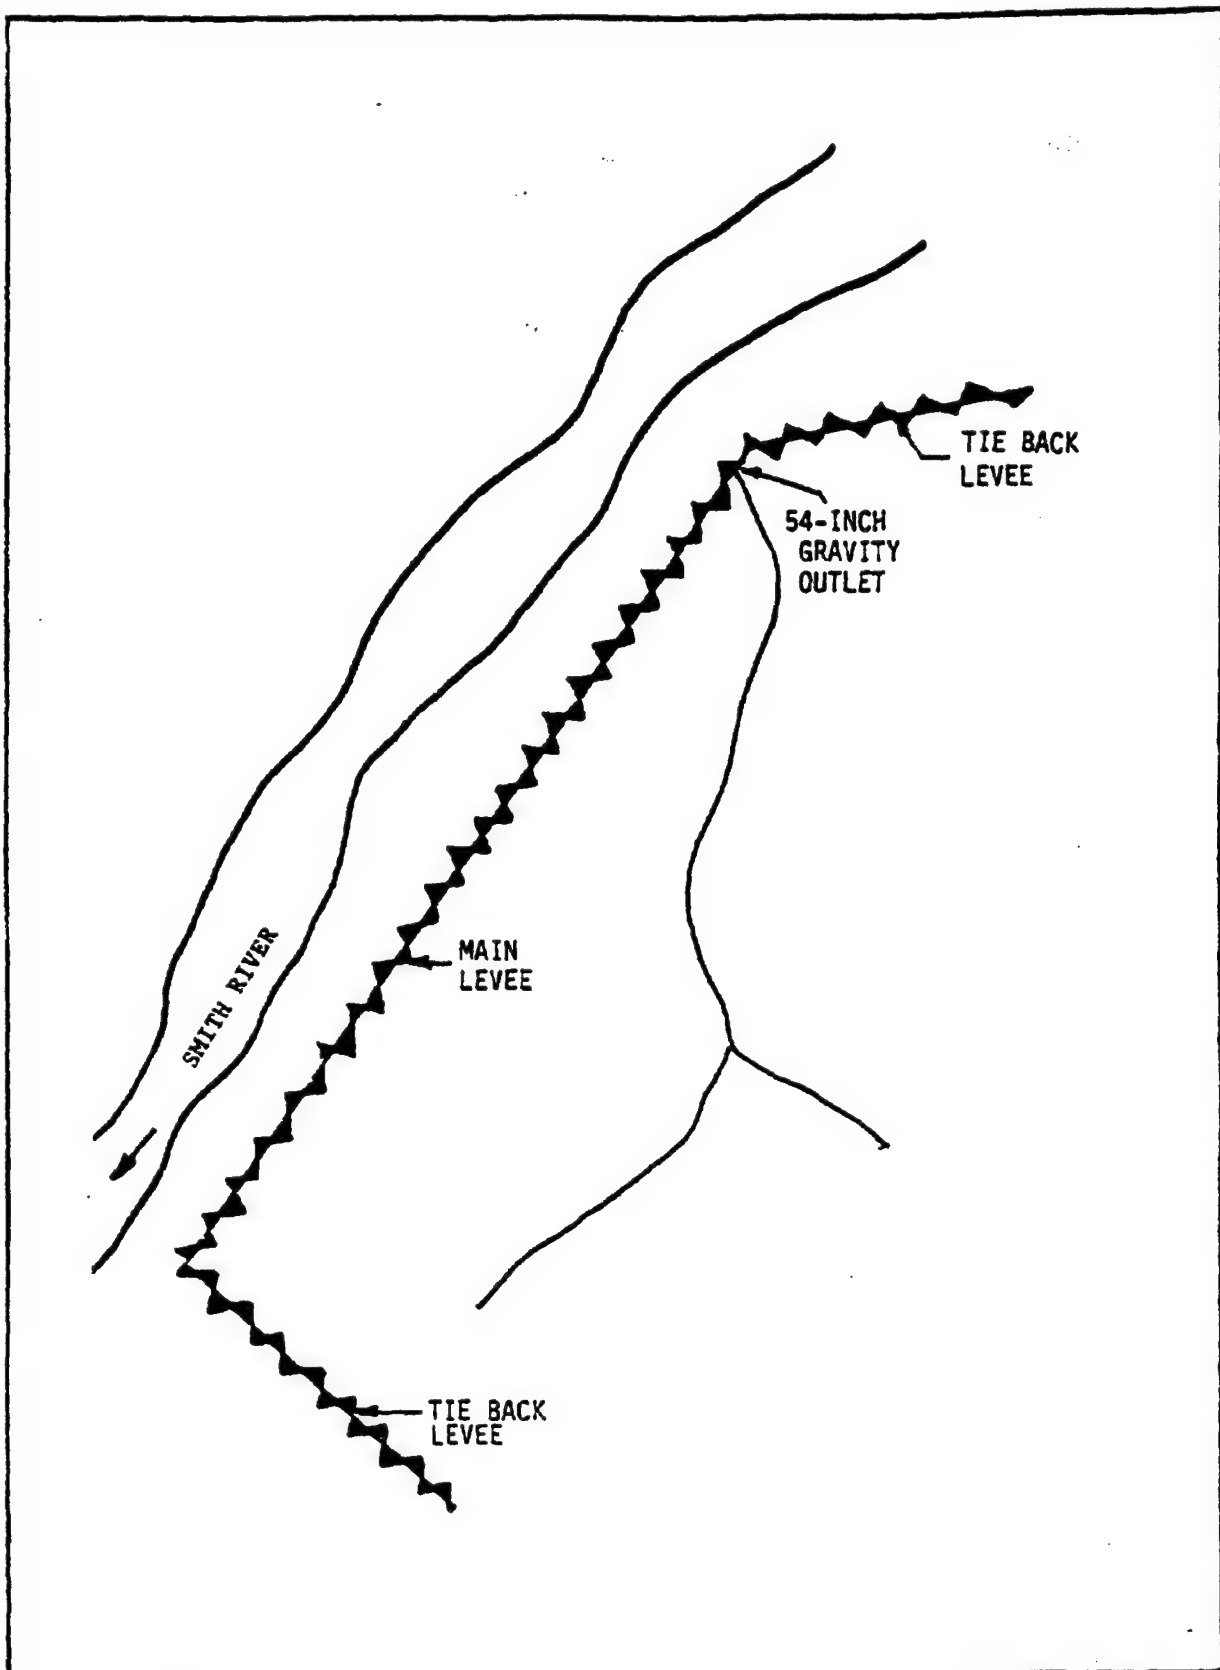 TIE BACK
LEVEE
54-INCH
GRAVITY
OUTLET
MAIN
LEVEE
SMITH RIVER
TIE BACK
LEVEE